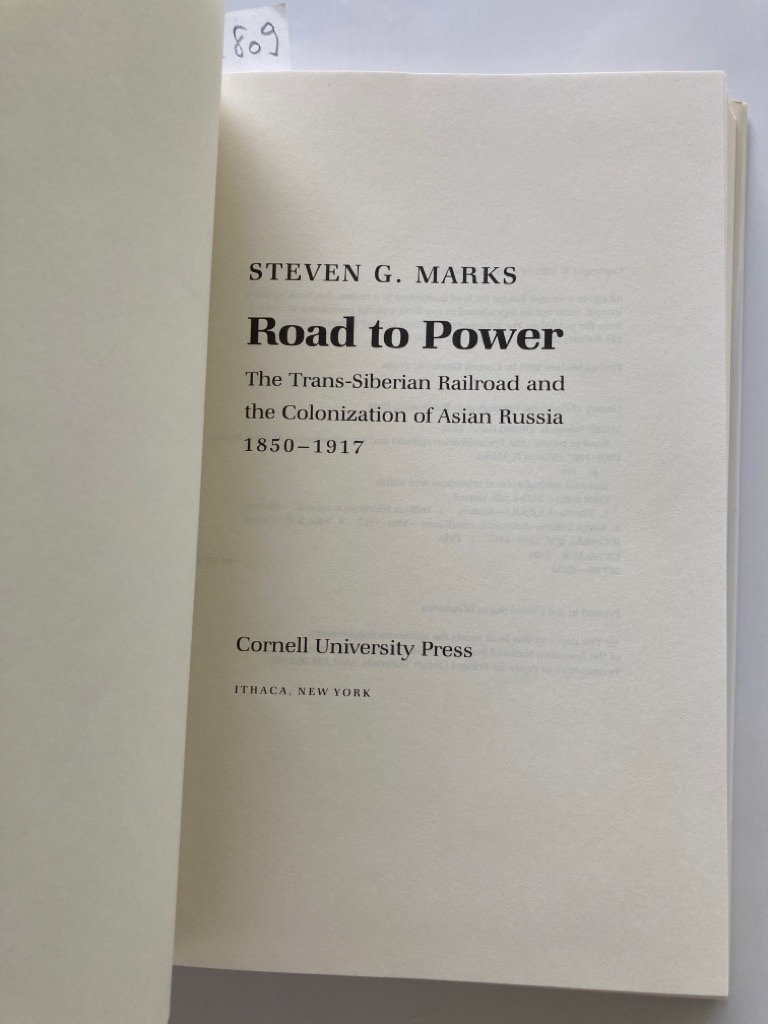 809
STEVEN G. MARKS
Road to Power
The Trans-Siberian Railroad and
the Colonization of Asian Russia
1850–1917
Cornell University Press
ITHACA, NEW YORK